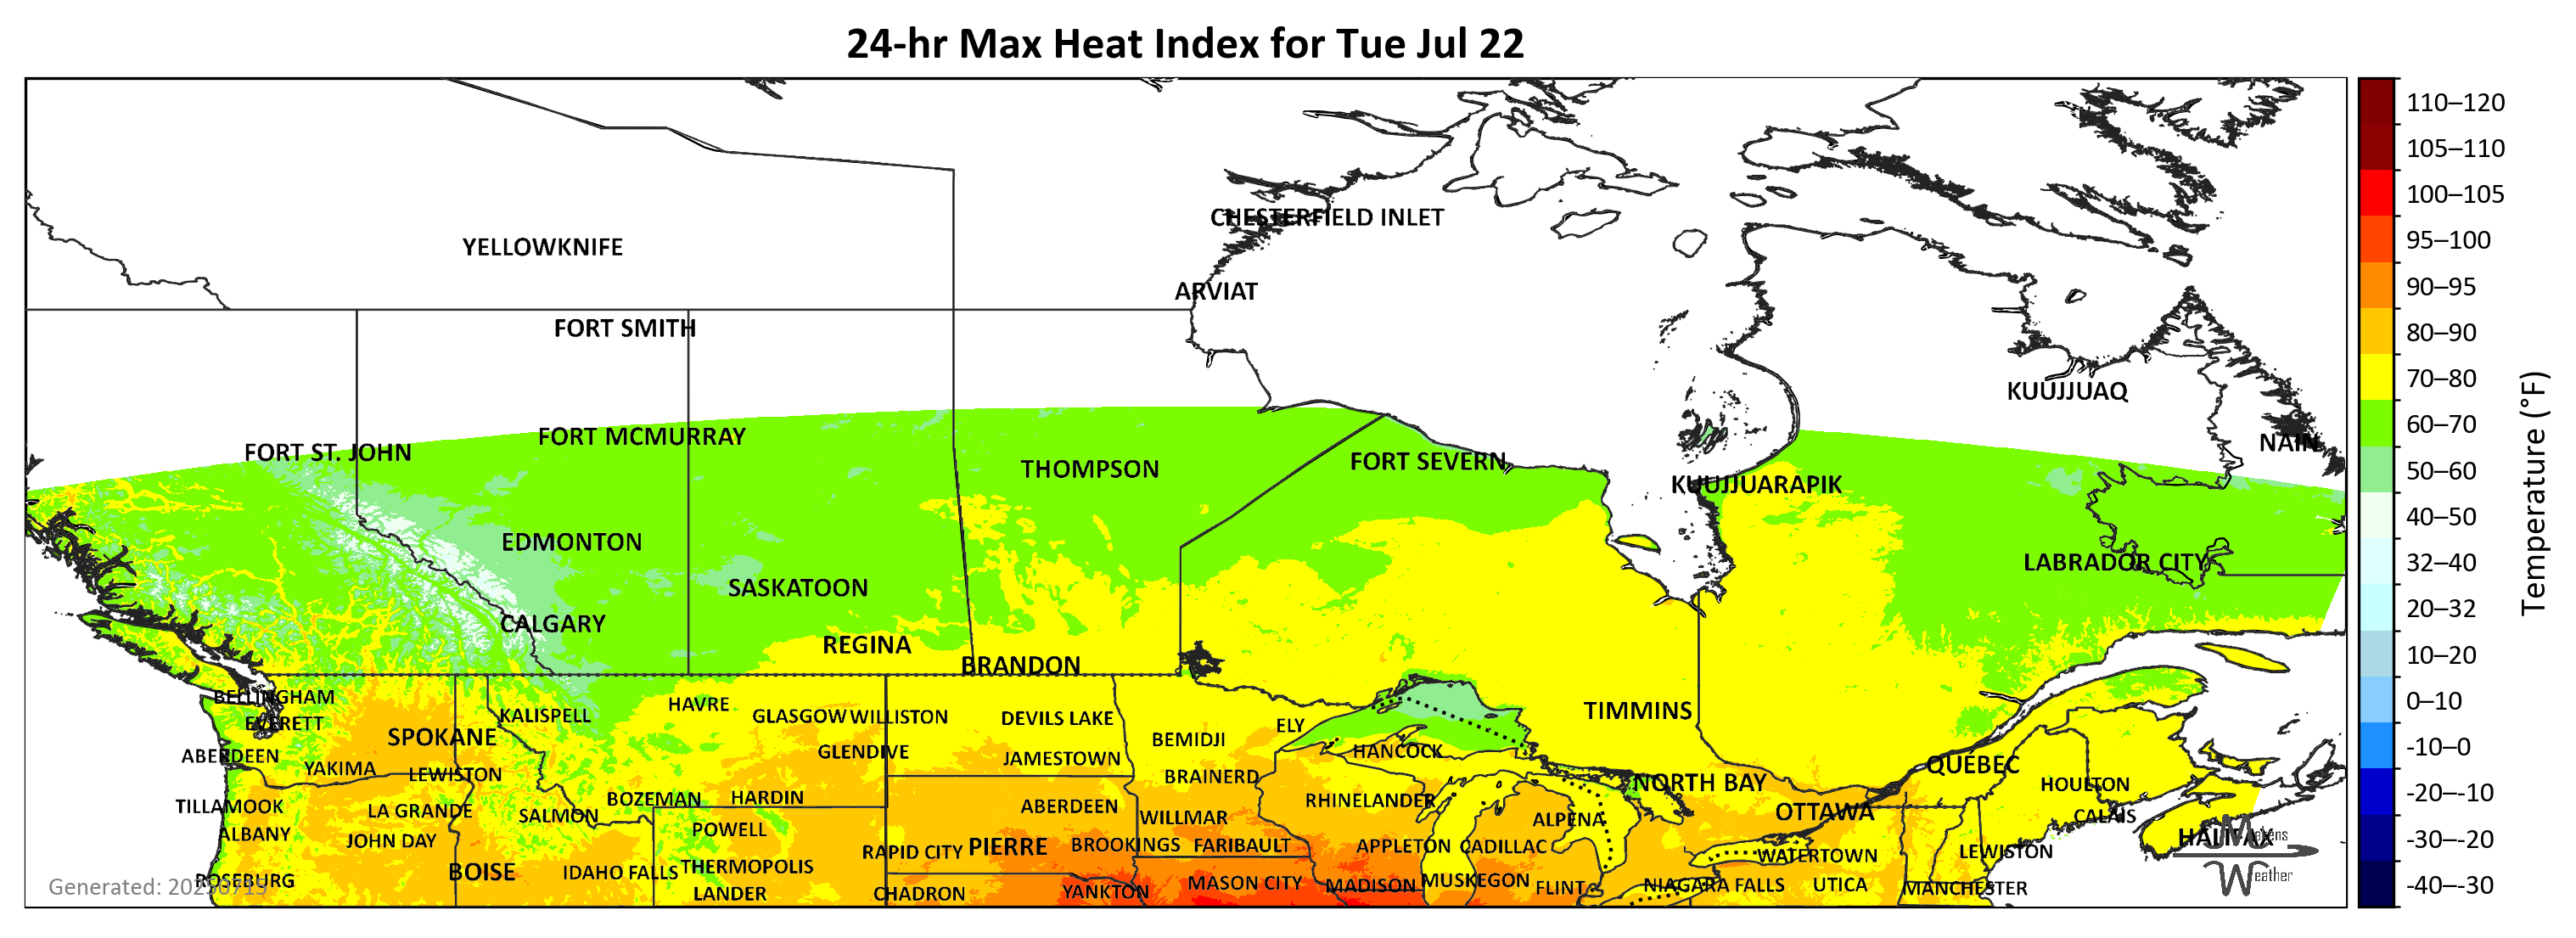 24-hr Max Heat Index for Tue Jul 22
CHESTERFIELD INLET
YELLOWKNIFE
ARVIAT
FORT SMITH
KUUJJUAQ
FORT MCMURRAY
NAIN
FORT ST. JOHN
FORT SEVERN
THOMPSON
KUUJJUARAPIK
EDMONTON
LABRADOR CITY
SASKATOON
CALGARY
REGINA
BRANDON
BELLINGHAM
HAVRE
KALISPELL
GLASGOW
WILLISTON
DEVILS LAKE
TIMMINS
EVERETT
ELY
SPOKANE
BEMIDJI
GLENDIVE
HANCOCK
ABERDEEN
JAMESTOWN
QUÉBEC
YAKIMA
LEWISTON
BRAINERD
NORTH BAY
HOULTON
BOZEMAN
HARDIN
RHINELANDER
TILLAMOOK
LA GRANDE
SALMON
ABERDEEN
WILLMAR
ALPENA
OTTAWA
CALAIS
ALBANY
POWELL
JOHN DAY
PIERRE
BROOKINGS
FARIBAULT
APPLETON
CADILLAC
HALIFAX
RAPID CITY
WATERTOWN
LEWISTON
BOISE
IDAHO FALLS
THERMOPOLIS
ROSEBURG
MASON CITY
MADISON
MUSKEGON
FLINT
NIAGARA FALLS
UTICA
MANCHESTER
LANDER
CHADRON
YANKTON
Generated: 20250715
Makens
Weather
110–120
105–110
100–105
95–100
90–95
80–90
70–80
60–70
50–60
40–50
32–40
20–32
10–20
0–10
-10–0
-20–-10
-30–-20
-40–-30
Temperature (°F)